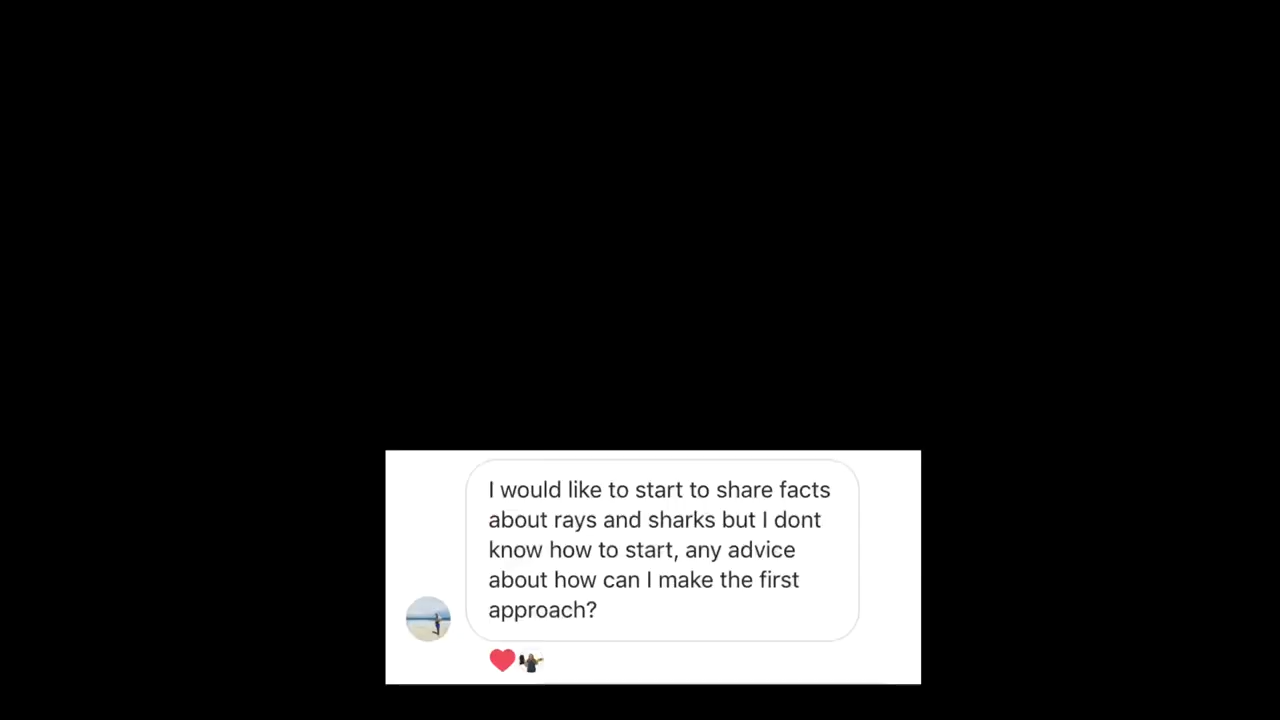 I would like to start to share facts
about rays and sharks but I dont
know how to start, any advice
about how can I make the first
approach?